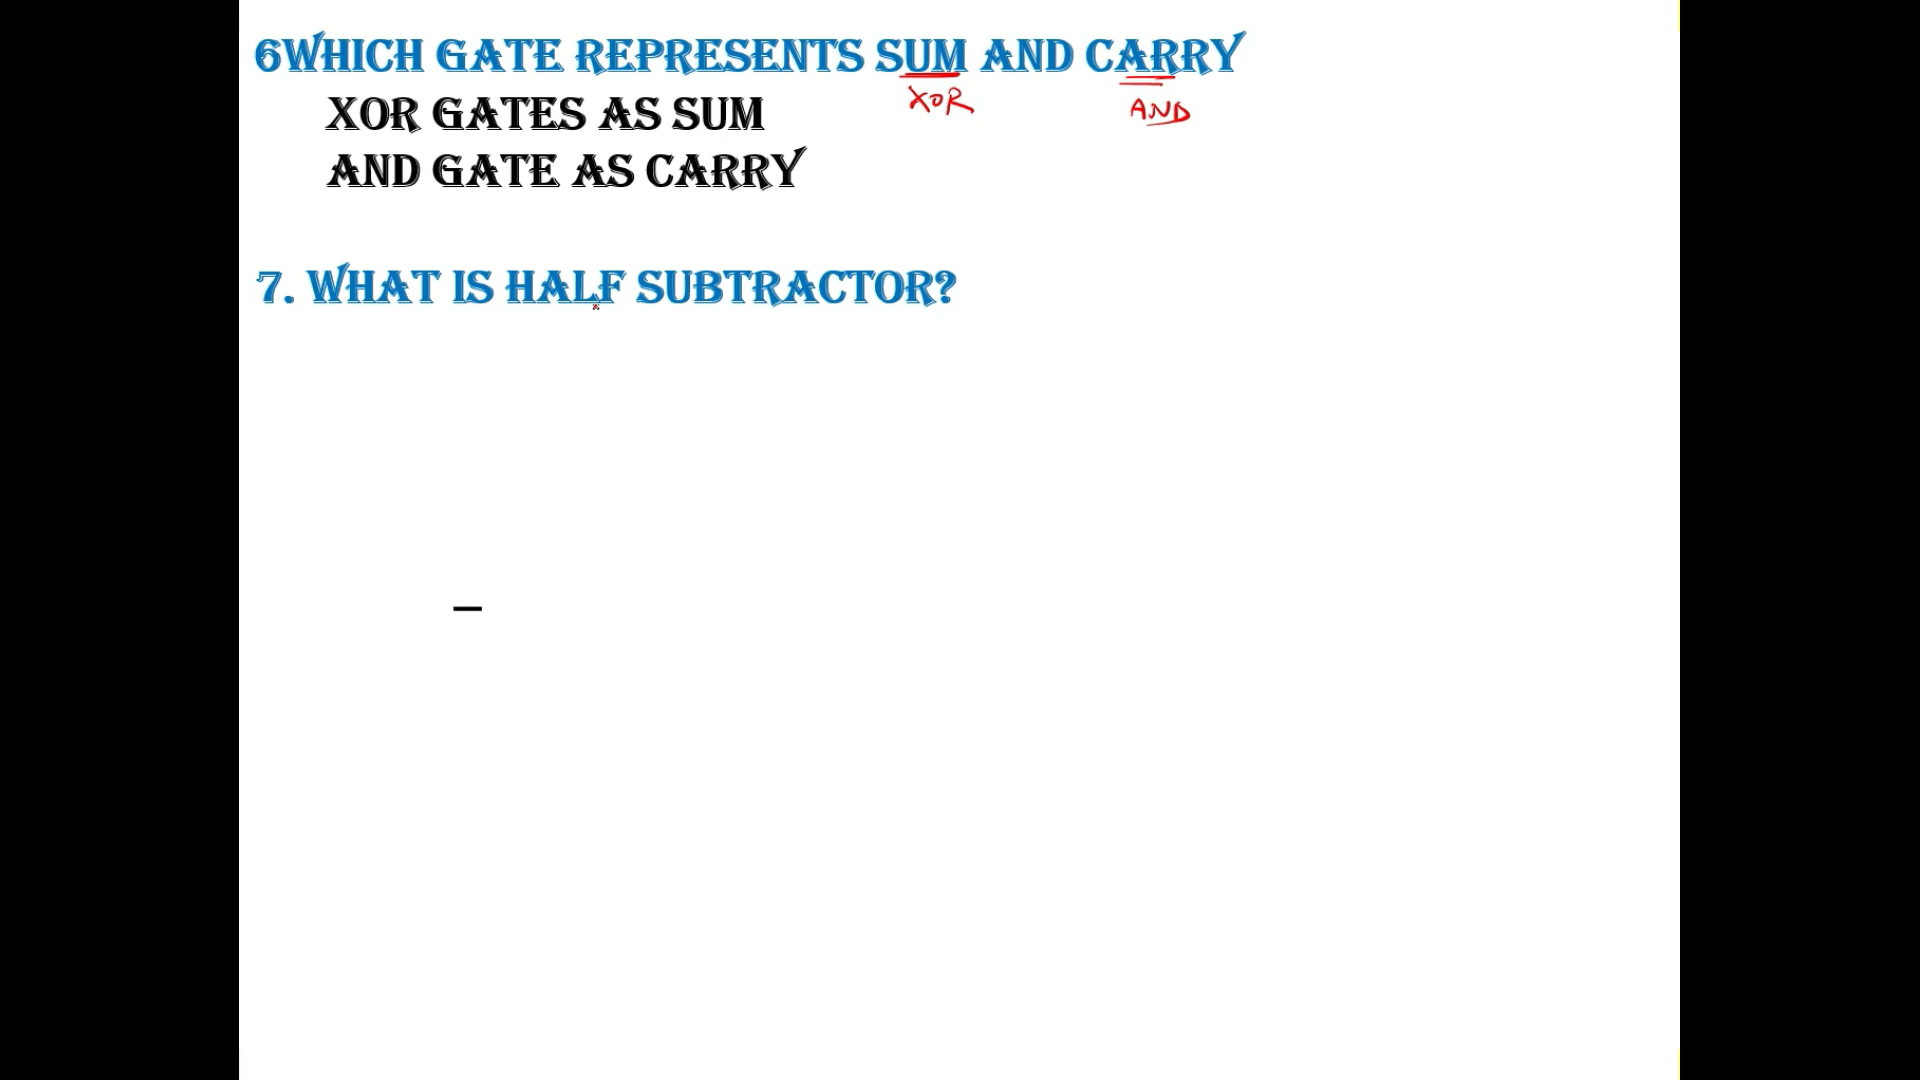 6WHICH GATE REPRESENTS SUM AND CARRY
XOR
AND
XOR GATES AS SUM
AND GATE AS CARRY
7. WHAT IS HALF SUBTRACTOR?
_